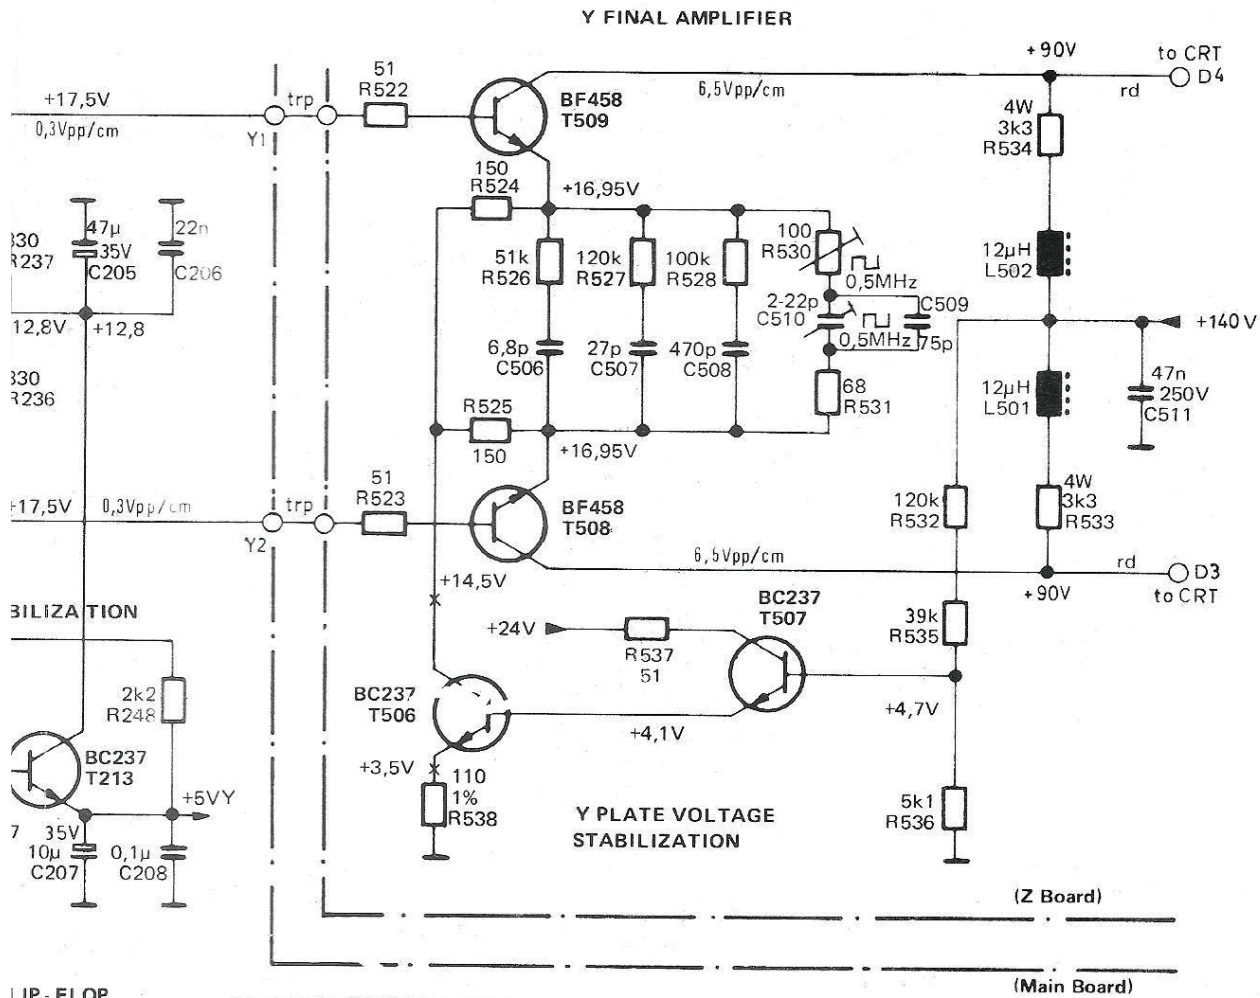 Y FINAL AMPLIFIER
+90V
to CRT
D4
6,5Vpp/cm
rd
51
R522
+17,5V
trp
0,3Vpp/cm
Y1
BF458
T509
4W
3k3
R534
150
R524
+16,95V
47µ
35V
C205
22n
C206
330
R237
51k
R526
120k
R527
100k
R528
100
R530
0,5MHz
12µH
L502
2-22p
C510
C509
0,5MHz
75p
+140V
12,8V
+12,8
6,8p
C506
27p
C507
470p
C508
330
R236
68
R531
12µH
L501
47n
250V
C511
R525
150
+16,95V
51
R523
+17,5V
0,3Vpp/cm
trp
Y2
BF458
T508
120k
R532
4W
3k3
R533
6,5Vpp/cm
rd
D3
to CRT
+90V
+14,5V
BILIZATION
BC237
T507
+24V
R537
51
39k
R535
2k2
R248
BC237
T506
+4,1V
+4,7V
BC237
T213
+3,5V
110
1%
R538
+5VY
Y PLATE VOLTAGE
STABILIZATION
5k1
R536
7
35V
10µ
C207
0,1µ
C208
(Z Board)
(Main Board)